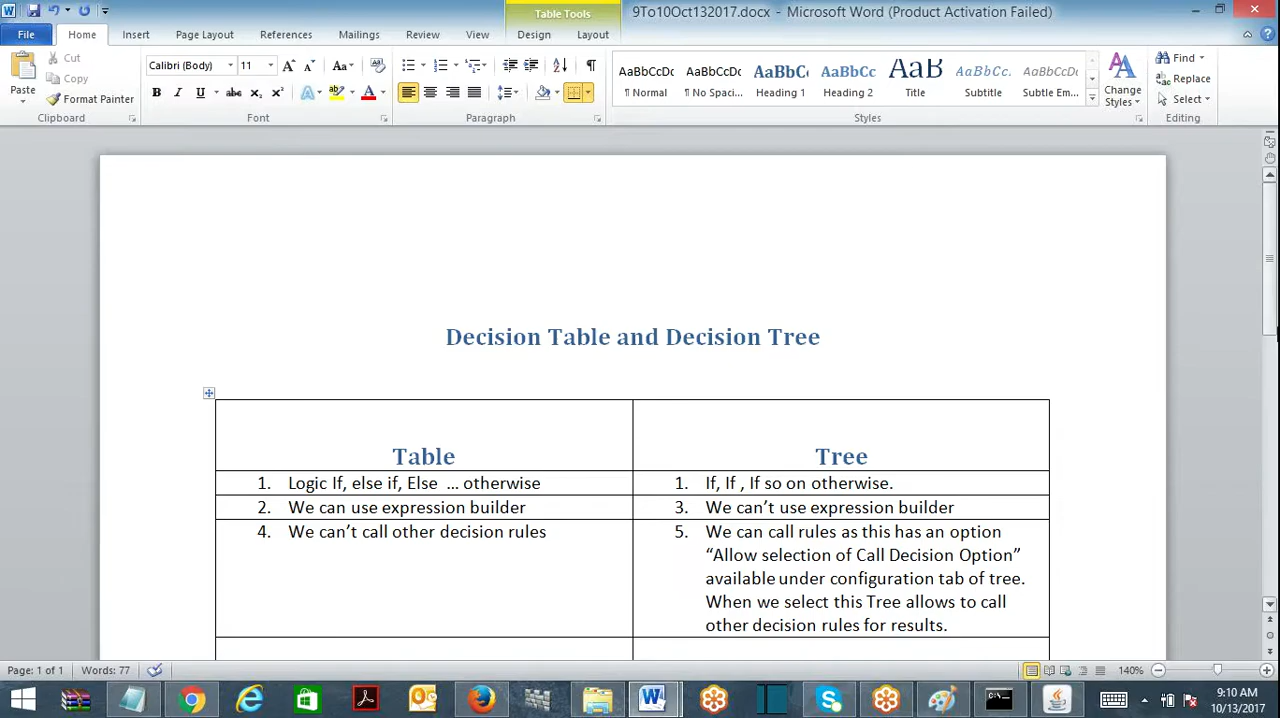 9To10Oct132017.docx - Microsoft Word (Product Activation Failed)
Table Tools
File Home Insert Page Layout References Mailings Review View Design Layout
Cut
Copy
Format Painter
Paste
Clipboard
Calibri (Body) 11
Font
Paragraph
AaBbCcDc AaBbCcDc AaBbCc AaBbCc AaB AaBbCc. AaBbCcDc
¶ Normal ¶ No Spaci... Heading 1 Heading 2 Title Subtitle Subtle Em...
Styles
Change
Styles
Find
Replace
Select
Editing
Decision Table and Decision Tree
Table Tree
1. Logic If, else if, Else … otherwise 1. If, If , If so on otherwise.
2. We can use expression builder 3. We can’t use expression builder
4. We can’t call other decision rules 5. We can call rules as this has an option
“Allow selection of Call Decision Option”
available under configuration tab of tree.
When we select this Tree allows to call
other decision rules for results.
Page: 1 of 1 Words: 77 140%
9:10 AM
10/13/2017